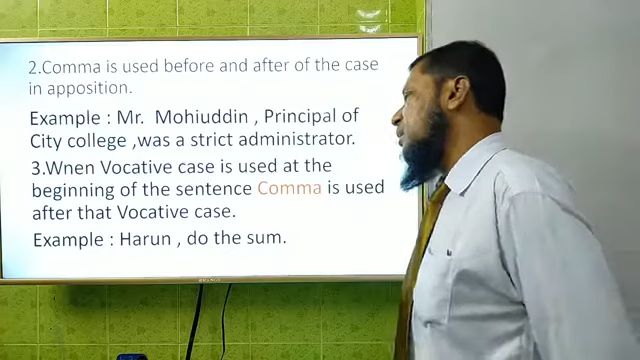 2.Comma is used before and after of the case
in apposition.
Example : Mr. Mohiuddin , Principal of
City college ,was a strict administrator.
3.Wnen Vocative case is used at the
beginning of the sentence Comma is used
after that Vocative case.
Example : Harun , do the sum.